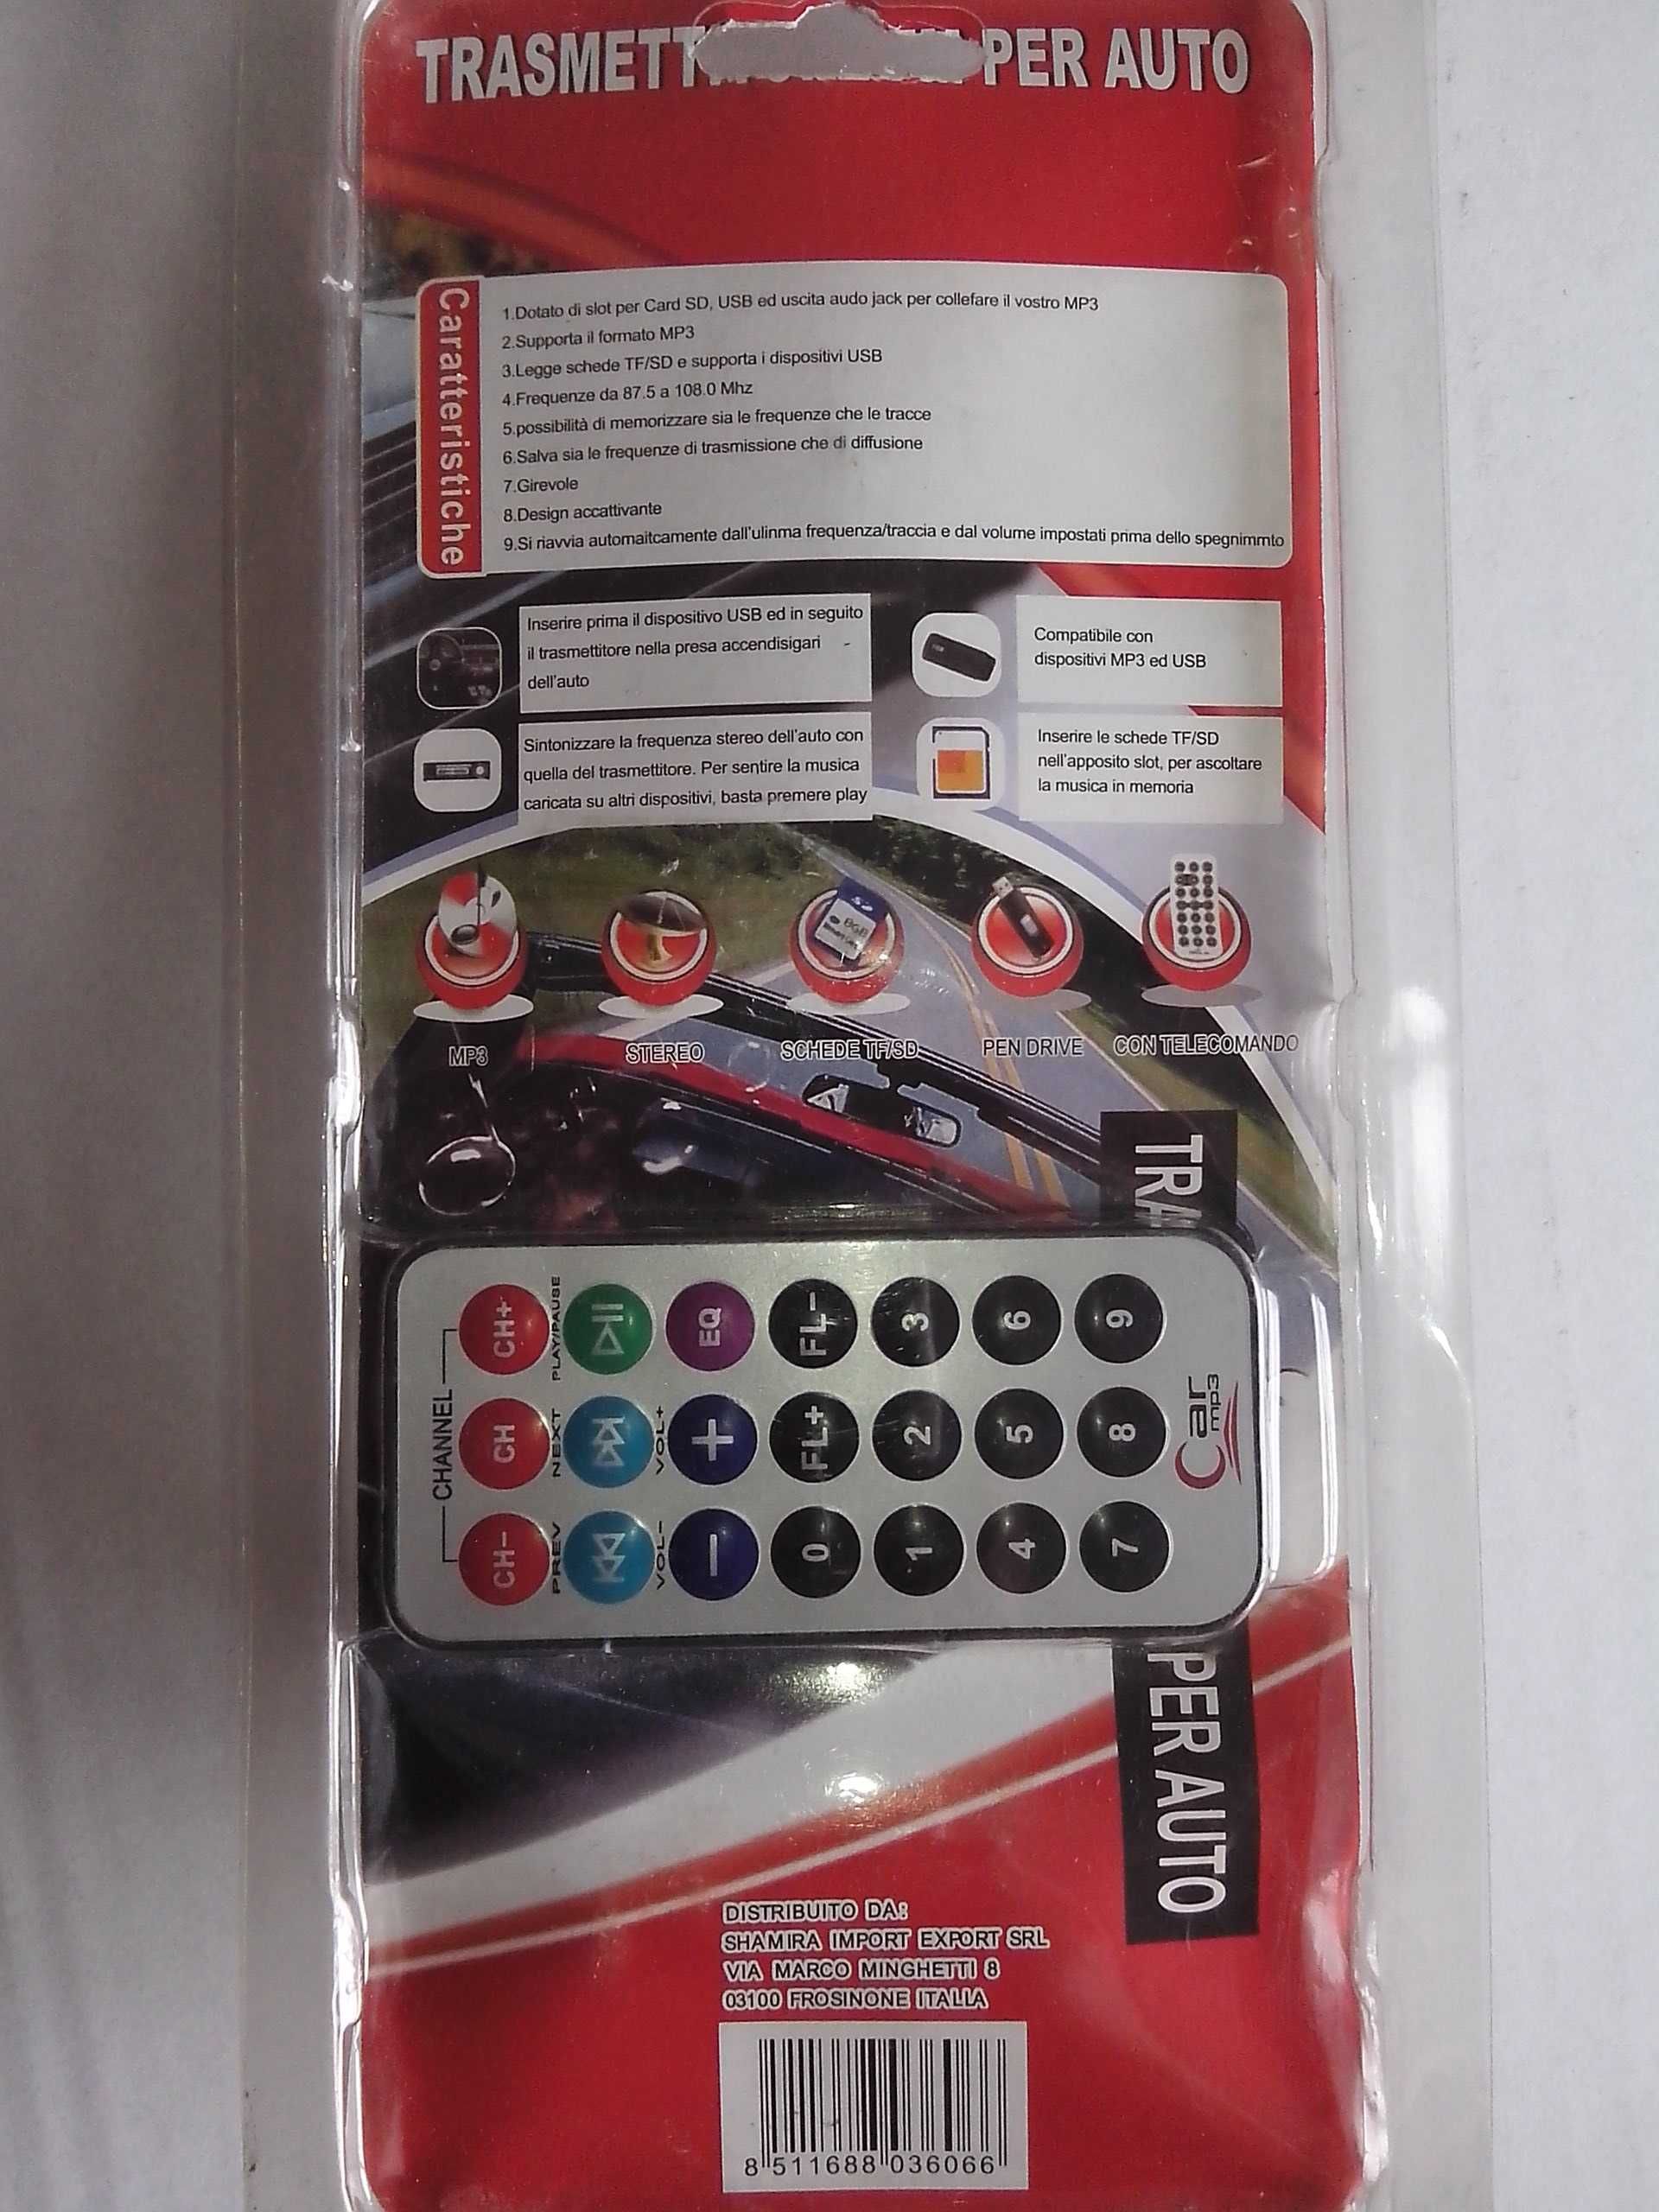 TRASMETT PER AUTO
Caratteristiche
1.Dotato di slot per Card SD, USB ed uscita audo jack per collefare il vostro MP3
2.Supporta il formato MP3
3.Legge schede TF/SD e supporta i dispositivi USB
4.Frequenze da 87.5 a 108.0 Mhz
5.possibilità di memorizzare sia le frequenze che le tracce
6.Salva sia le frequenze di trasmissione che di diffusione
7.Girevole
8.Design accattivante
9.Si riavvia automaitcamente dall'ulinma frequenza/traccia e dal volume impostati prima dello spegnimmto
Inserire prima il dispositivo USB ed in seguito
il trasmettitore nella presa accendisigari -
dell'auto
Compatibile con
dispositivi MP3 ed USB
Sintonizzare la frequenza stereo dell'auto con
quella del trasmettitore. Per sentire la musica
caricata su altri dispositivi, basta premere play
Inserire le schede TF/SD
nell'apposito slot, per ascoltare
la musica in memoria
SD
8GB
MP3
STEREO
SCHEDE TF/SD
PEN DRIVE
CON TELECOMANDO
TRA
PER AUTO
CHANNEL
CH- CH CH+
PREV NEXT PLAY/PAUSE
VOL- VOL+
EQ
0 FL+ FL-
1 2 3
4 5 6
7 8 9
Car
mp3
DISTRIBUITO DA:
SHAMIRA IMPORT EXPORT SRL
VIA MARCO MINGHETTI 8
03100 FROSINONE ITALLA
8 511688 036066